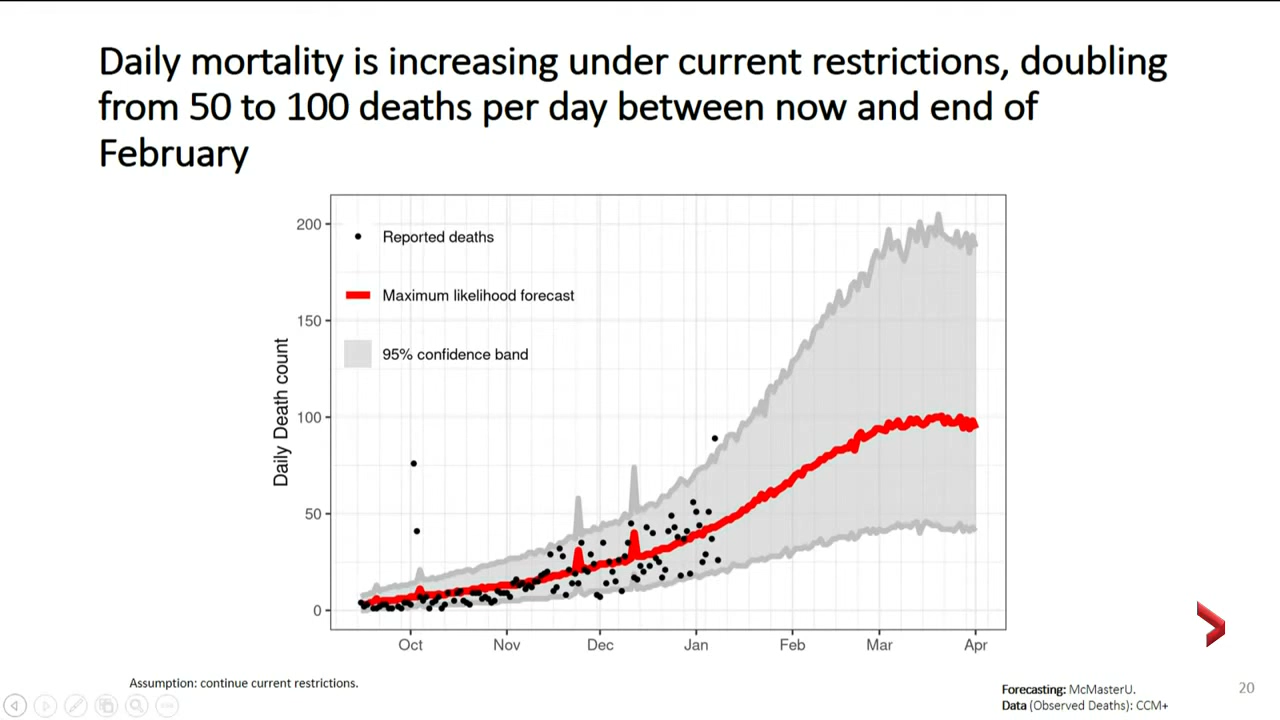 Daily mortality is increasing under current restrictions, doubling
from 50 to 100 deaths per day between now and end of
February
200
150
100
50
0
Daily Death count
Reported deaths
Maximum likelihood forecast
95% confidence band
Oct
Nov
Dec
Jan
Feb
Mar
Apr
Assumption: continue current restrictions.
Forecasting: McMasterU.
Data (Observed Deaths): CCM+
20